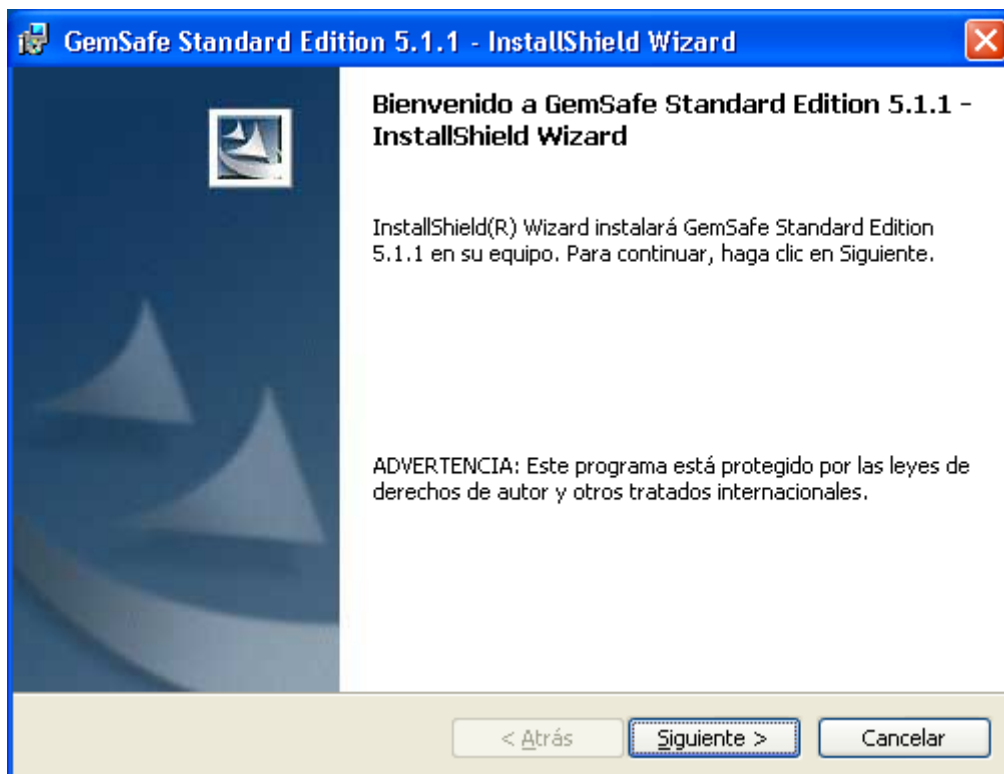 GemSafe Standard Edition 5.1.1 - InstallShield Wizard
Bienvenido a GemSafe Standard Edition 5.1.1 -
InstallShield Wizard
InstallShield(R) Wizard instalará GemSafe Standard Edition
5.1.1 en su equipo. Para continuar, haga clic en Siguiente.
ADVERTENCIA: Este programa está protegido por las leyes de
derechos de autor y otros tratados internacionales.
< Atrás
Siguiente >
Cancelar